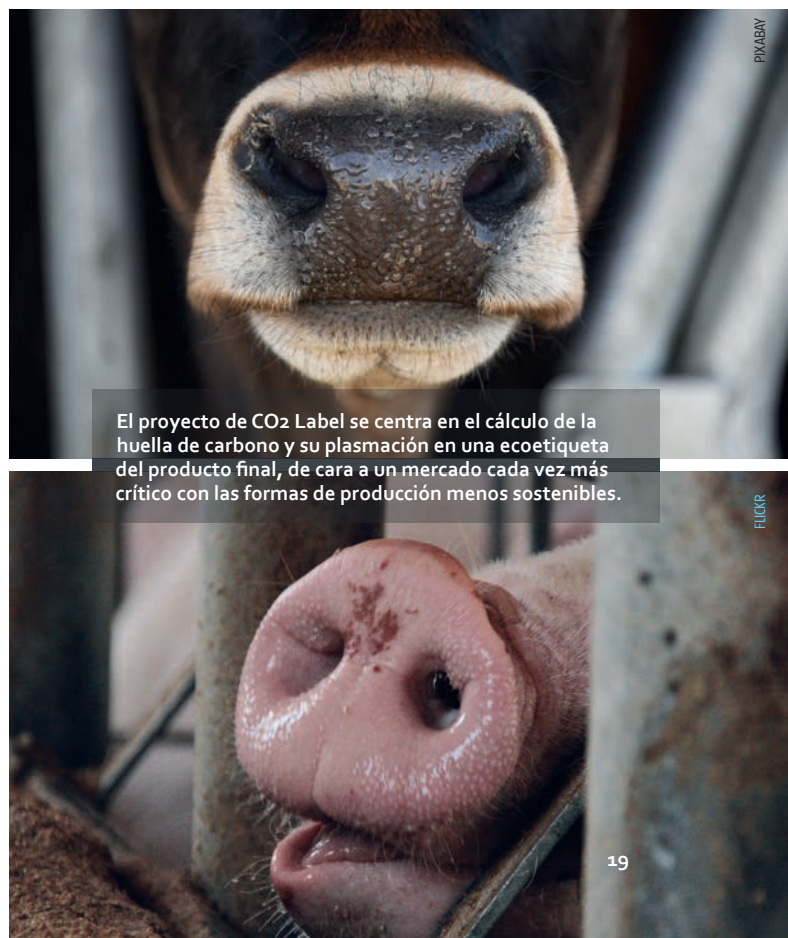 PIXABAY
El proyecto de CO2 Label se centra en el cálculo de la
huella de carbono y su plasmación en una ecoetiqueta
del producto final, de cara a un mercado cada vez más
crítico con las formas de producción menos sostenibles.
FLICKR
19